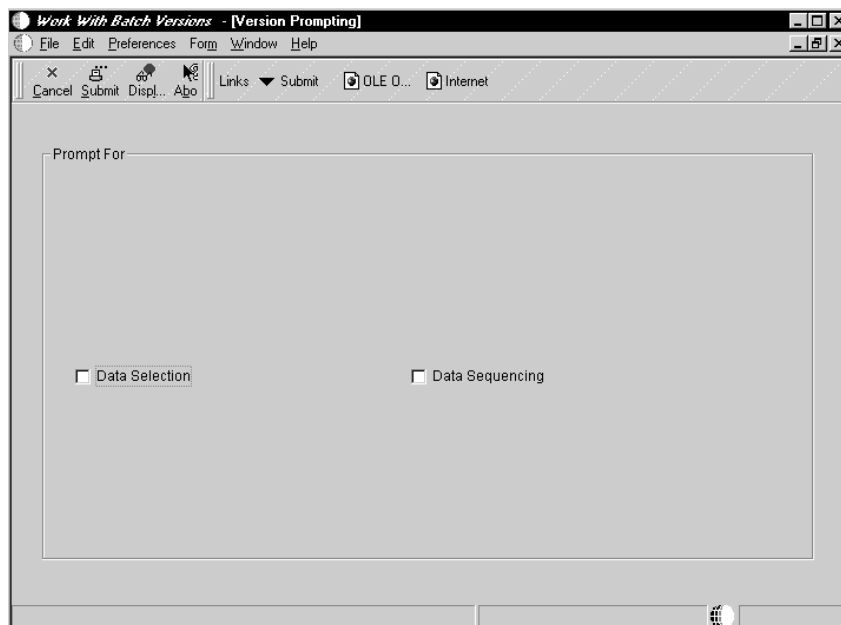 Work With Batch Versions - [Version Prompting]
File Edit Preferences Form Window Help
Cancel Submit Displ... Abo Links Submit OLE O... Internet
Prompt For
Data Selection Data Sequencing